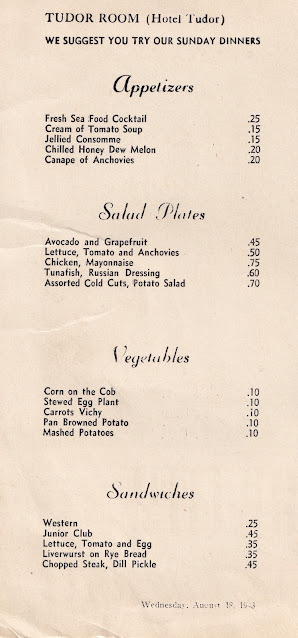 TUDOR ROOM (Hotel Tudor)
WE SUGGEST YOU TRY OUR SUNDAY DINNERS
Appetizers
Fresh Sea Food Cocktail .25
Cream of Tomato Soup .15
Jellied Consomme .15
Chilled Honey Dew Melon .20
Canape of Anchovies .20
Salad Plates
Avocado and Grapefruit .45
Lettuce, Tomato and Anchovies .50
Chicken, Mayonnaise .75
Tunafish, Russian Dressing .60
Assorted Cold Cuts, Potato Salad .70
Vegetables
Corn on the Cob .10
Stewed Egg Plant .10
Carrots Vichy .10
Pan Browned Potato .10
Mashed Potatoes .10
Sandwiches
Western .25
Junior Club .45
Lettuce, Tomato and Egg .35
Liverwurst on Rye Bread .35
Chopped Steak, Dill Pickle .45
Wednesday, August 18,